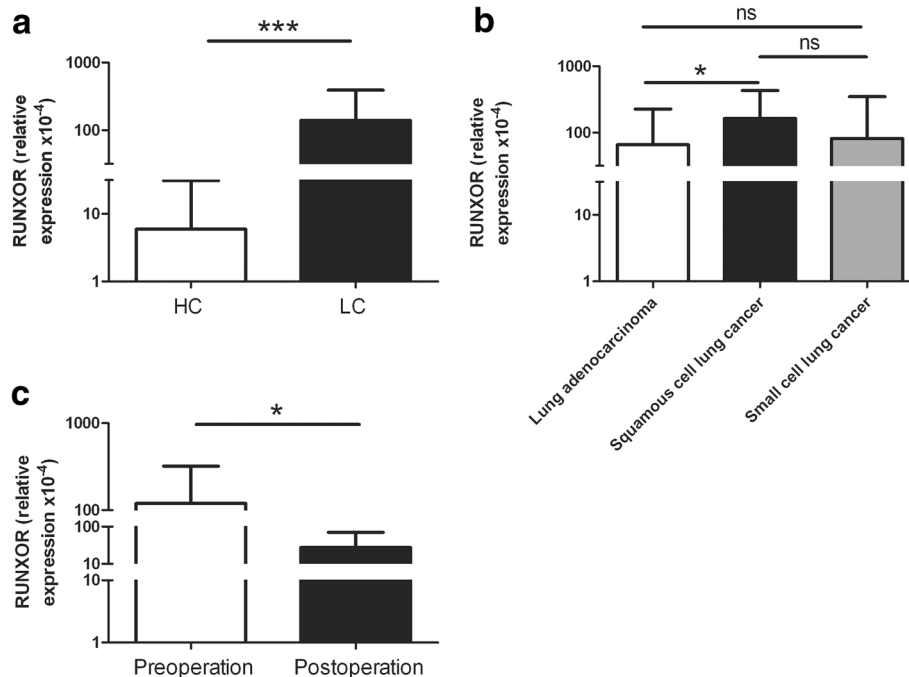 a
***
RUNXOR (relative
expression x10-4)
1000
100
10
1
HC
LC
b
ns
ns
*
RUNXOR (relative
expression x10-4)
1000
100
10
1
Lung adenocarcinoma
Squamous cell lung cancer
Small cell lung cancer
c
*
RUNXOR (relative
expression x10-4)
1000
100
100
10
10
1
Preoperation
Postoperation